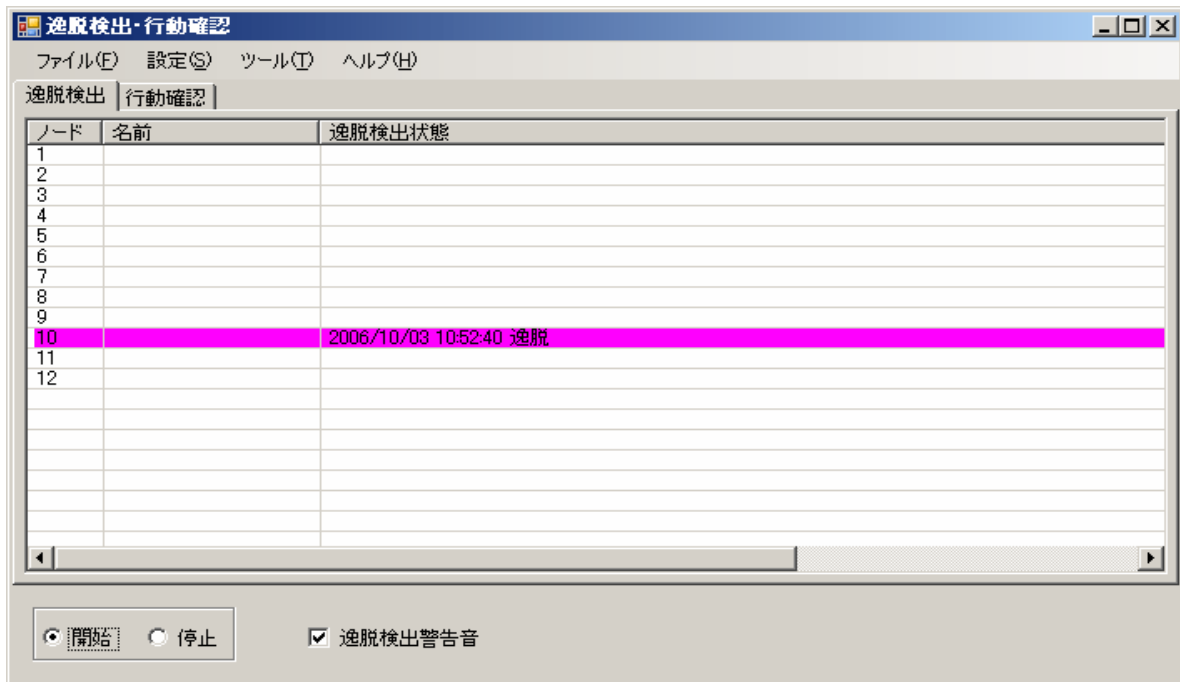 逸脱検出・行動確認
ファイル(F) 設定(S) ツール(T) ヘルプ(H)
逸脱検出 行動確認
ノード 名前 逸脱検出状態
1
2
3
4
5
6
7
8
9
10 2006/10/03 10:52:40 逸脱
11
12
開始 停止 逸脱検出警告音